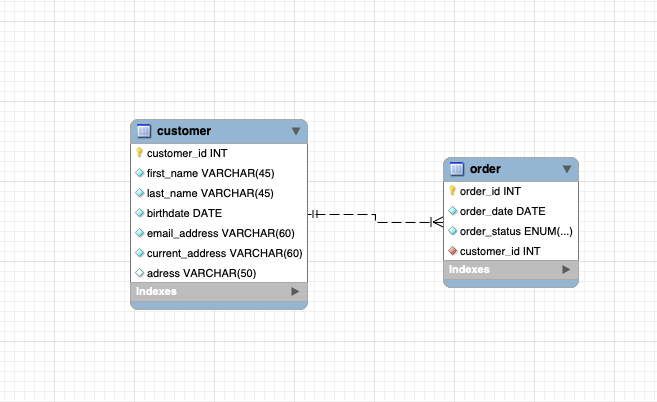 customer
customer_id INT
first_name VARCHAR(45)
last_name VARCHAR(45)
birthdate DATE
email_address VARCHAR(60)
current_address VARCHAR(60)
adress VARCHAR(50)
Indexes
order
order_id INT
order_date DATE
order_status ENUM(...)
customer_id INT
Indexes